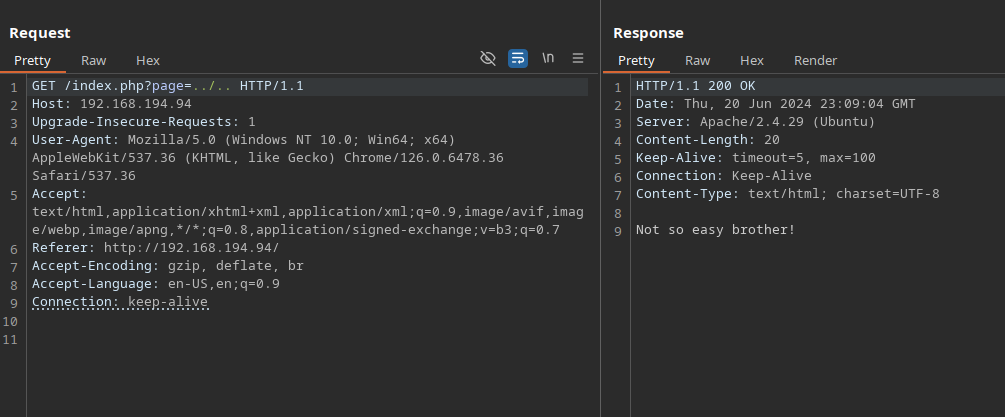 Request
Pretty Raw Hex \n
1 GET /index.php?page=../.. HTTP/1.1
2 Host: 192.168.194.94
3 Upgrade-Insecure-Requests: 1
4 User-Agent: Mozilla/5.0 (Windows NT 10.0; Win64; x64)
AppleWebKit/537.36 (KHTML, like Gecko) Chrome/126.0.6478.36
Safari/537.36
5 Accept:
text/html,application/xhtml+xml,application/xml;q=0.9,image/avif,imag
e/webp,image/apng,*/*;q=0.8,application/signed-exchange;v=b3;q=0.7
6 Referer: http://192.168.194.94/
7 Accept-Encoding: gzip, deflate, br
8 Accept-Language: en-US,en;q=0.9
9 Connection: keep-alive
10
11
Response
Pretty Raw Hex Render
1 HTTP/1.1 200 OK
2 Date: Thu, 20 Jun 2024 23:09:04 GMT
3 Server: Apache/2.4.29 (Ubuntu)
4 Content-Length: 20
5 Keep-Alive: timeout=5, max=100
6 Connection: Keep-Alive
7 Content-Type: text/html; charset=UTF-8
8
9 Not so easy brother!